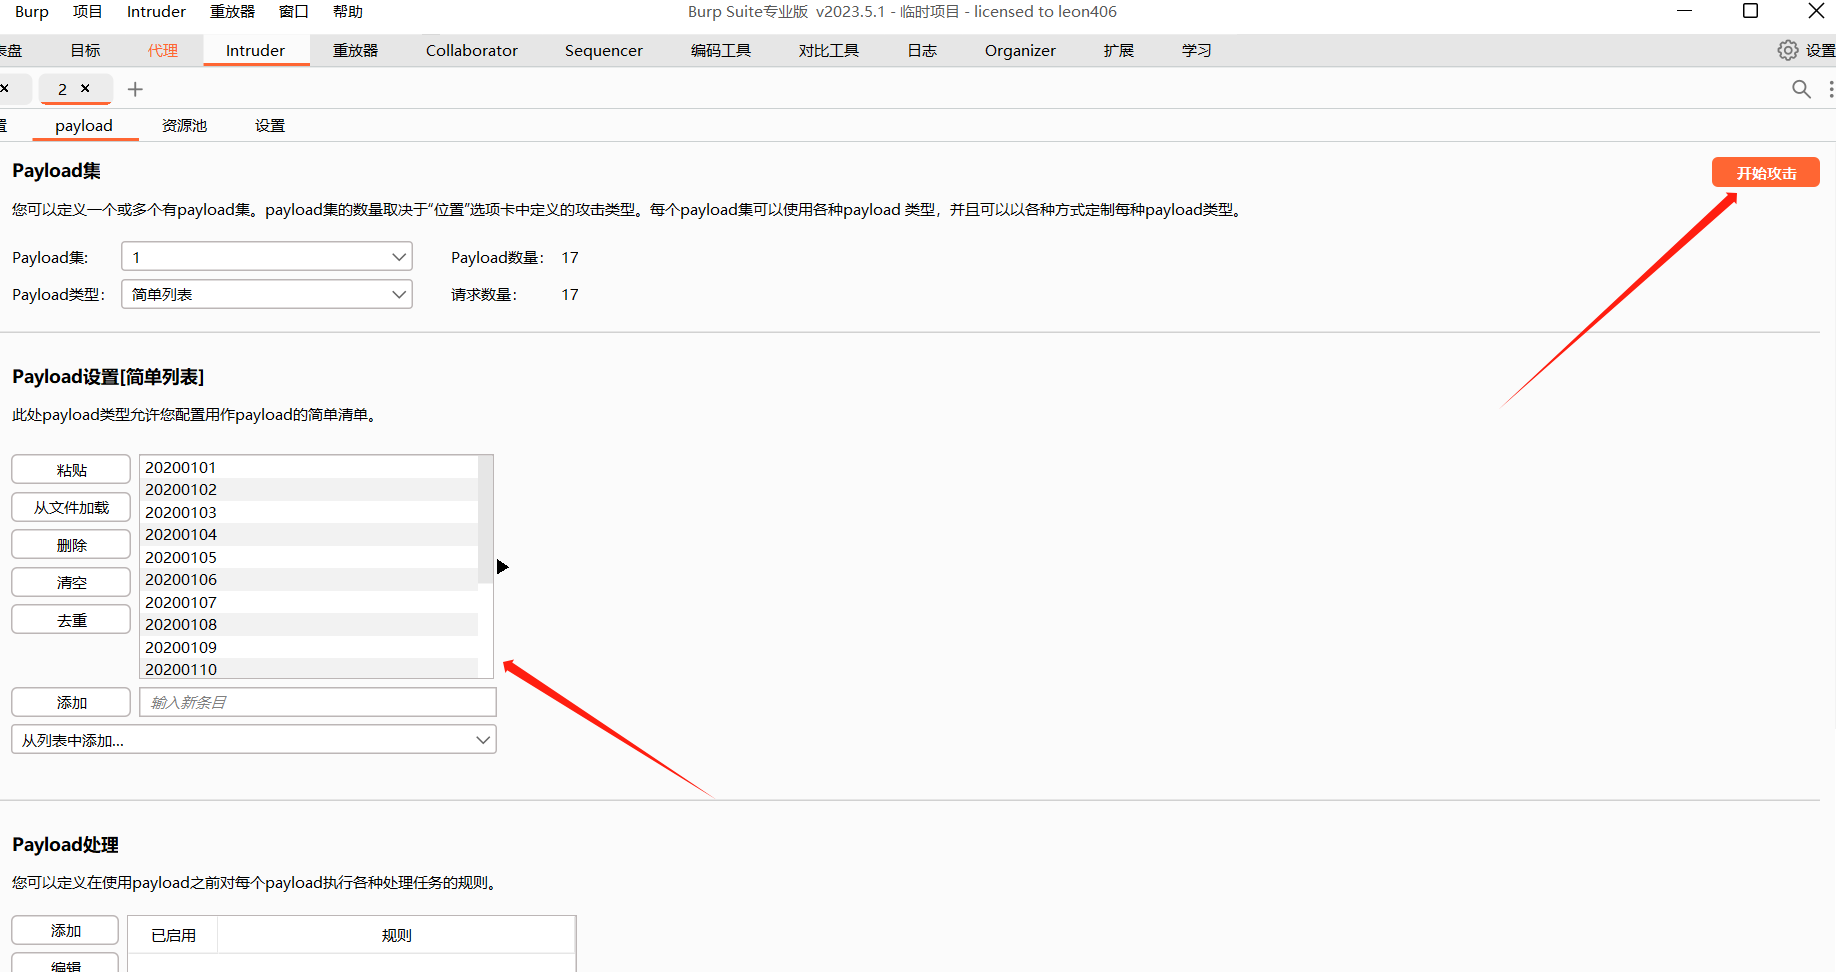 Burp 项目 Intruder 重放器 窗口 帮助 Burp Suite专业版 v2023.5.1 - 临时项目 - licensed to leon406
表盘 目标 代理 Intruder 重放器 Collaborator Sequencer 编码工具 对比工具 日志 Organizer 扩展 学习 设置
2
payload 资源池 设置
Payload集
开始攻击
您可以定义一个或多个有payload集。payload集的数量取决于“位置”选项卡中定义的攻击类型。每个payload集可以使用各种payload 类型，并且可以以各种方式定制每种payload类型。
Payload集: 1 Payload数量： 17
Payload类型: 简单列表 请求数量： 17
Payload设置[简单列表]
此处payload类型允许您配置用作payload的简单清单。
粘贴
从文件加载
删除
清空
去重
20200101
20200102
20200103
20200104
20200105
20200106
20200107
20200108
20200109
20200110
添加 输入新条目
从列表中添加...
Payload处理
您可以定义在使用payload之前对每个payload执行各种处理任务的规则。
添加 已启用 规则
编辑